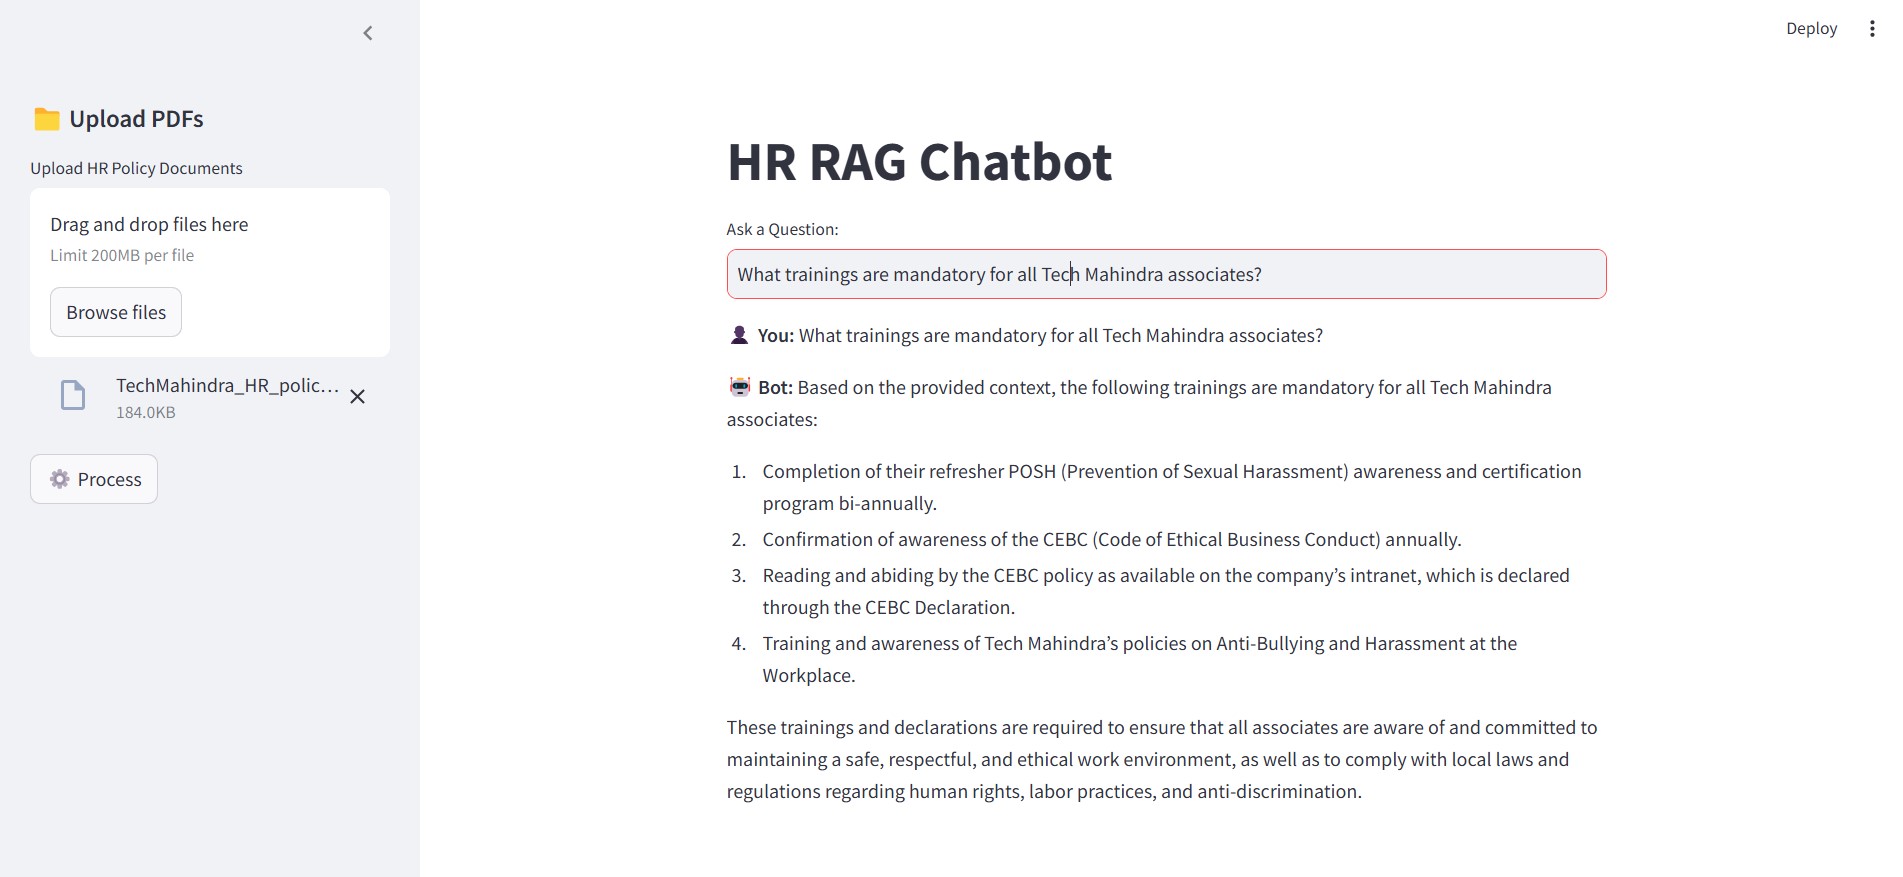 Deploy
Upload PDFs
Upload HR Policy Documents
Drag and drop files here
Limit 200MB per file
Browse files
TechMahindra_HR_polic...
184.0KB
Process
HR RAG Chatbot
Ask a Question:
What trainings are mandatory for all Tech Mahindra associates?
You: What trainings are mandatory for all Tech Mahindra associates?
Bot: Based on the provided context, the following trainings are mandatory for all Tech Mahindra
associates:
1. Completion of their refresher POSH (Prevention of Sexual Harassment) awareness and certification
program bi-annually.
2. Confirmation of awareness of the CEBC (Code of Ethical Business Conduct) annually.
3. Reading and abiding by the CEBC policy as available on the company’s intranet, which is declared
through the CEBC Declaration.
4. Training and awareness of Tech Mahindra’s policies on Anti-Bullying and Harassment at the
Workplace.
These trainings and declarations are required to ensure that all associates are aware of and committed to
maintaining a safe, respectful, and ethical work environment, as well as to comply with local laws and
regulations regarding human rights, labor practices, and anti-discrimination.